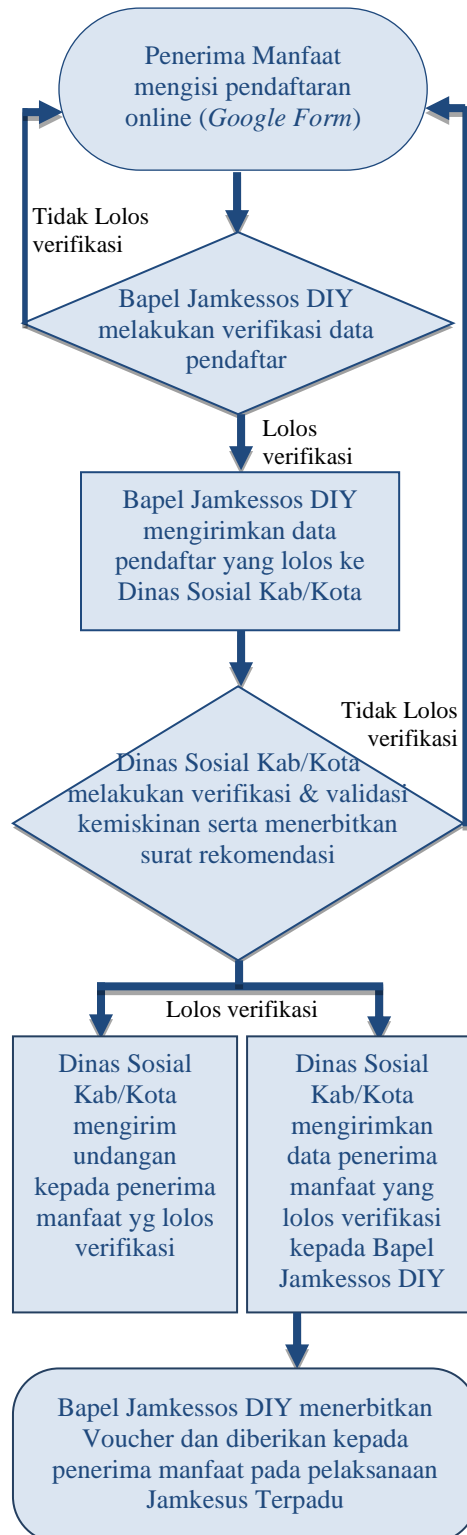 Penerima Manfaat
mengisi pendaftaran
online (Google Form)
Tidak Lolos
verifikasi
Bapel Jamkessos DIY
melakukan verifikasi data
pendaftar
Lolos
verifikasi
Bapel Jamkessos DIY
mengirimkan data
pendaftar yang lolos ke
Dinas Sosial Kab/Kota
Tidak Lolos
verifikasi
Dinas Sosial Kab/Kota
melakukan verifikasi & validasi
kemiskinan serta menerbitkan
surat rekomendasi
Lolos verifikasi
Dinas Sosial
Kab/Kota
mengirim
undangan
kepada penerima
manfaat yg lolos
verifikasi
Dinas Sosial
Kab/Kota
mengirimkan
data penerima
manfaat yang
lolos verifikasi
kepada Bapel
Jamkessos DIY
Bapel Jamkessos DIY menerbitkan
Voucher dan diberikan kepada
penerima manfaat pada pelaksanaan
Jamkesus Terpadu